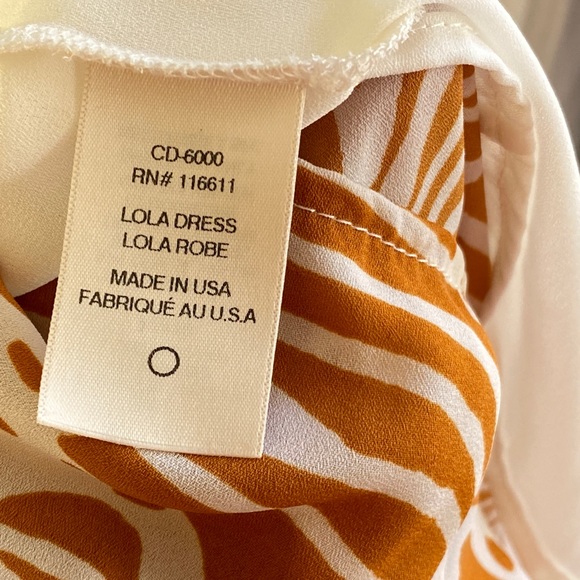 CD-6000
RN# 116611
LOLA DRESS
LOLA ROBE
MADE IN USA
FABRIQUÉ AU U.S.A